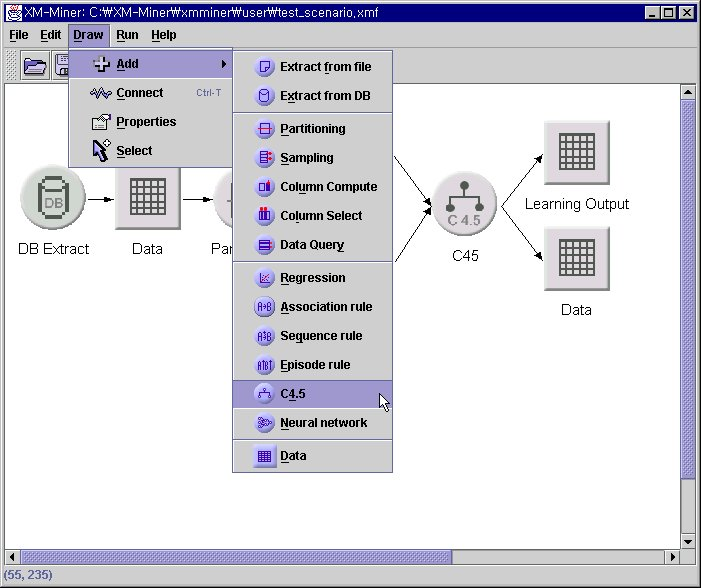 XM-Miner: C:₩XM-Miner₩xmminer₩user₩test_scenario.xmf
File Edit Draw Run Help
Add
Connect Ctrl-T
Properties
Select
Extract from file
Extract from DB
Partitioning
Sampling
Column Compute
Column Select
Data Query
Regression
Association rule
Sequence rule
Episode rule
C4.5
Neural network
Data
DB
DB Extract
Data
Par
C 4.5
C45
Learning Output
Data
(55, 235)